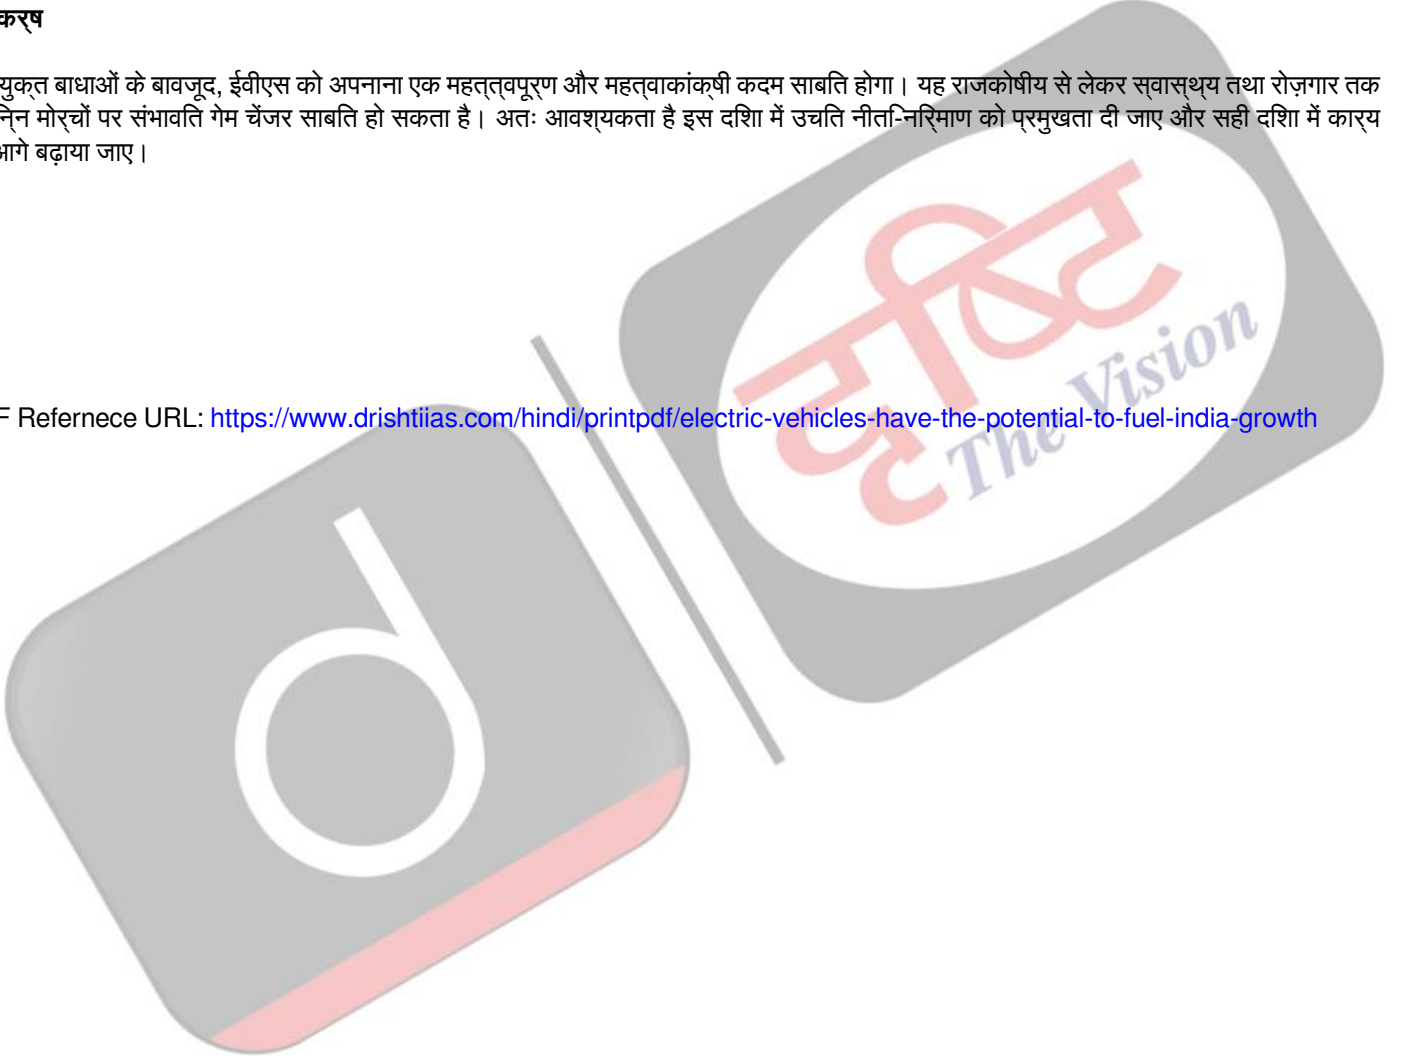 कर्ष
युक्त बाधाओं के बावजूद, ईवीएस को अपनाना एक महत्त्वपूर्ण और महत्वाकांक्षी कदम साबति होगा। यह राजकोषीय से लेकर स्वास्थ्य तथा रोज़गार तक
न्नि मोर्चों पर संभावति गेम चेंजर साबति हो सकता है। अतः आवश्यकता है इस दशिा में उचति नीता-निर्माण को प्रमुखता दी जाए और सही दशिा में कार्य
आगे बढ़ाया जाए।
F Refernece URL: https://www.drishtiias.com/hindi/printpdf/electric-vehicles-have-the-potential-to-fuel-india-growth
दृष्टि
The Vision
d